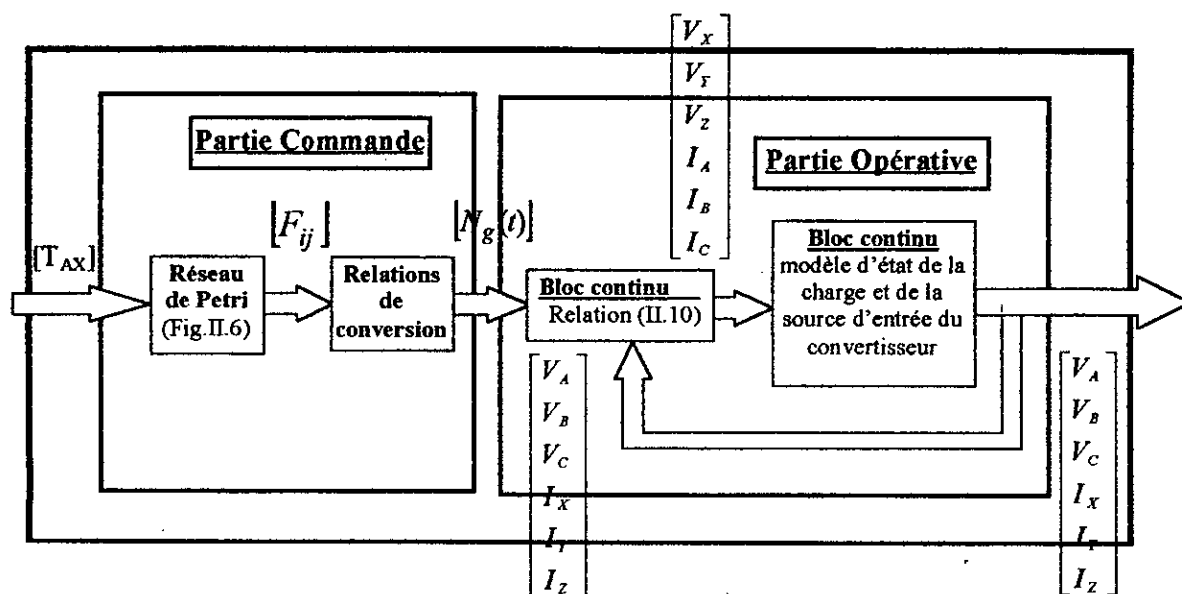 Partie Commande
[T_AX]
[F_ij]
[N_g(t)]
Réseau
de Petri
(Fig.II.6)
Relations
de
conversion
V_X
V_Y
V_Z
I_A
I_B
I_C
Partie Opérative
Bloc continu
Relation (II.10)
Bloc continu
modèle d'état de la
charge et de la
source d'entrée du
convertisseur
V_A
V_B
V_C
I_X
I_Y
I_Z
V_A
V_B
V_C
I_X
I_Y
I_Z